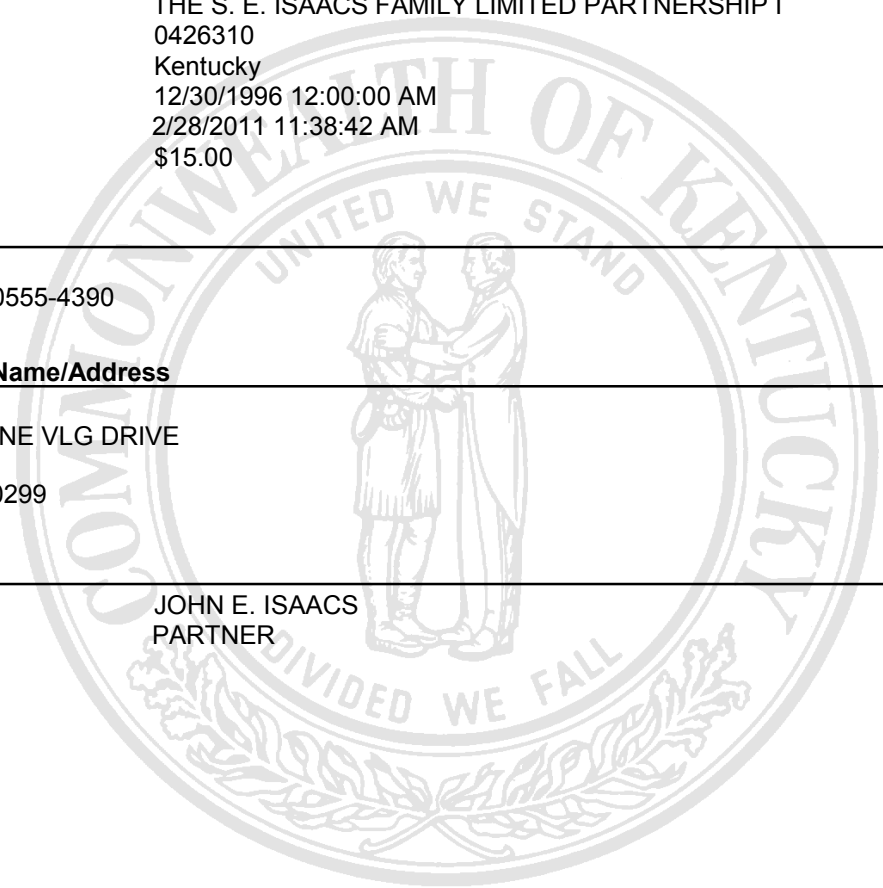 THE S. E. ISAACS FAMILY LIMITED PARTNERSHIP I
0426310
Kentucky
12/30/1996 12:00:00 AM
2/28/2011 11:38:42 AM
$15.00
COMMONWEALTH OF KENTUCKY
UNITED WE STAND
0555-4390
Name/Address
NE VLG DRIVE
0299
JOHN E. ISAACS
PARTNER
DIVIDED WE FALL